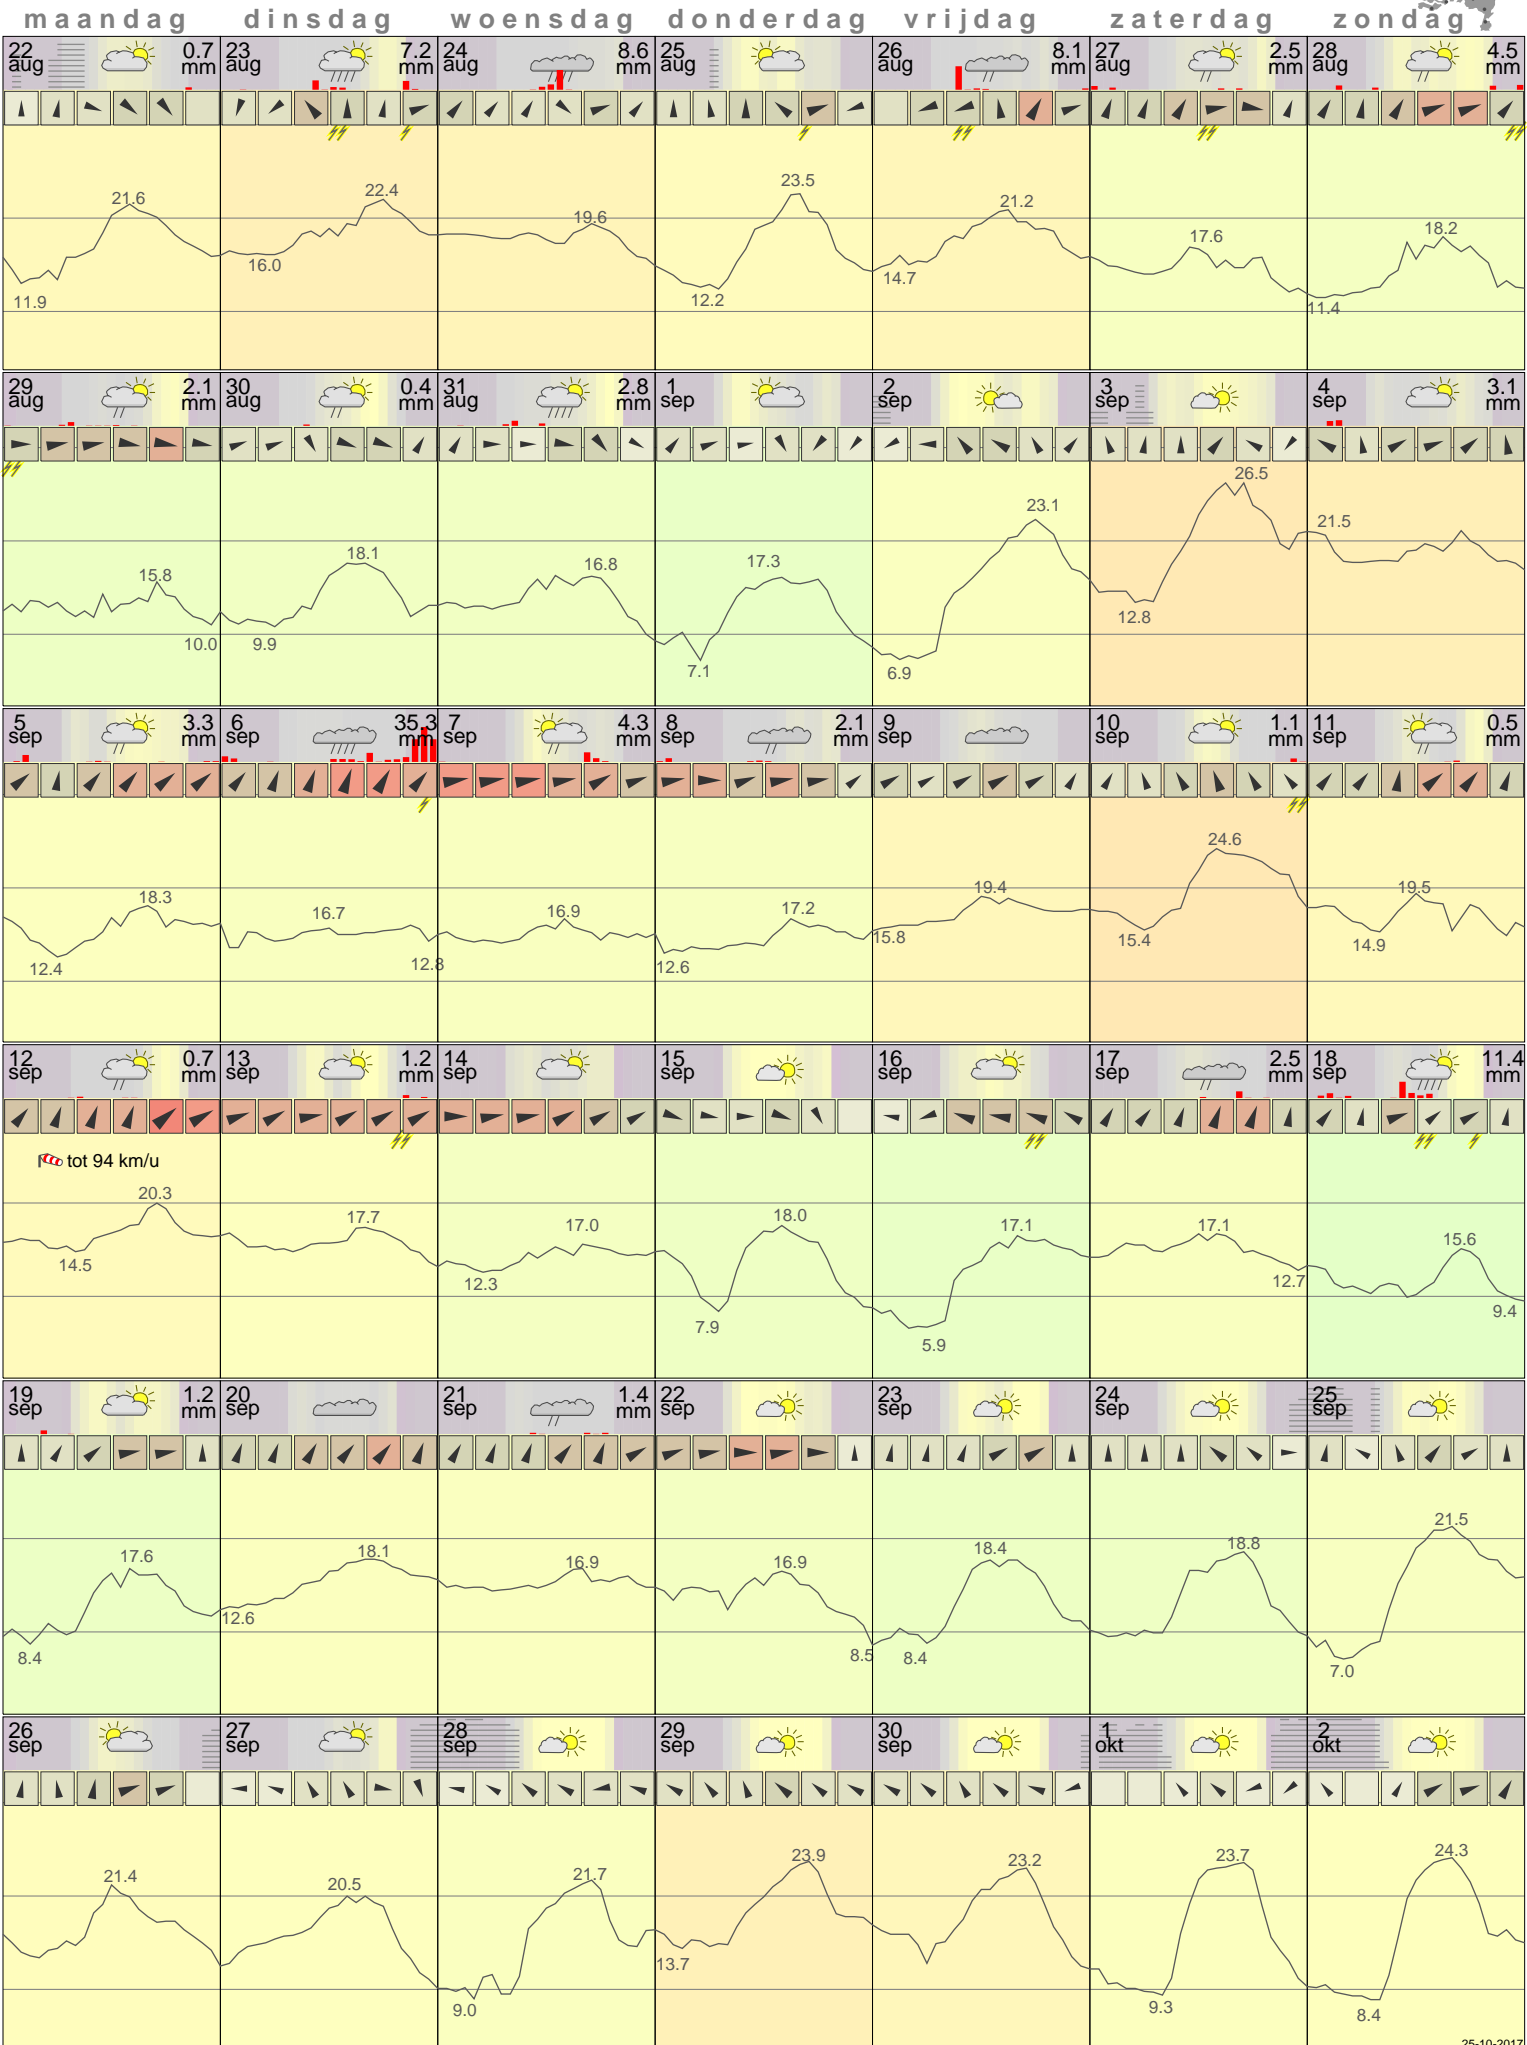 maandag dinsdag woensdag donderdag vrijdag zaterdag zondag
22 aug 0.7 mm 23 aug 7.2 mm 24 aug 8.6 mm 25 aug 26 aug 8.1 mm 27 aug 2.5 mm 28 aug 4.5 mm
21.6 11.9 22.4 16.0 19.6 23.5 12.2 21.2 14.7 17.6 18.2 11.4
29 aug 2.1 mm 30 aug 0.4 mm 31 aug 2.8 mm 1 sep 2 sep 3 sep 4 sep 3.1 mm
15.8 10.0 18.1 9.9 16.8 17.3 7.1 23.1 6.9 26.5 12.8 21.5
5 sep 3.3 mm 6 sep 35.3 mm 7 sep 4.3 mm 8 sep 2.1 mm 9 sep 10 sep 1.1 mm 11 sep 0.5 mm
18.3 12.4 16.7 12.8 16.9 17.2 12.6 19.4 15.8 24.6 15.4 19.5 14.9
12 sep 0.7 mm 13 sep 1.2 mm 14 sep 15 sep 16 sep 17 sep 2.5 mm 18 sep 11.4 mm
tot 94 km/u
20.3 14.5 17.7 17.0 12.3 18.0 7.9 17.1 5.9 17.1 12.7 15.6 9.4
19 sep 1.2 mm 20 sep 21 sep 1.4 mm 22 sep 23 sep 24 sep 25 sep
17.6 8.4 18.1 12.6 16.9 16.9 8.5 18.4 8.4 18.8 21.5 7.0
26 sep 27 sep 28 sep 29 sep 30 sep 1 okt 2 okt
21.4 20.5 21.7 9.0 23.9 13.7 23.2 23.7 9.3 24.3 8.4
25-10-2017